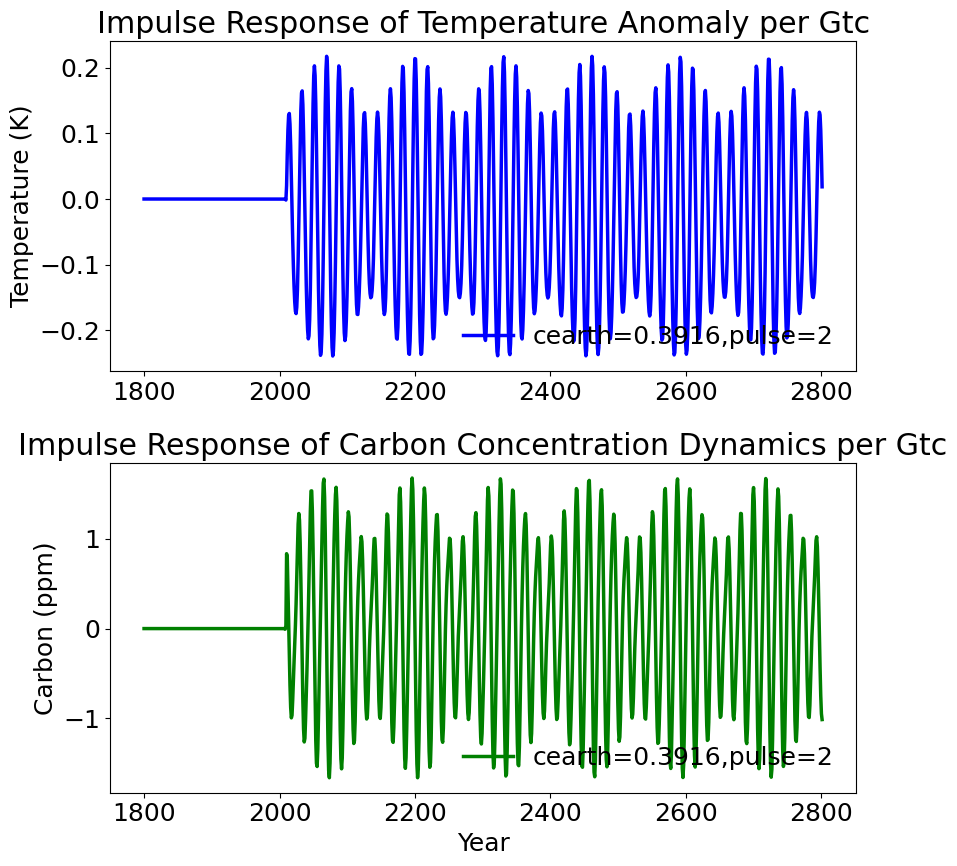 Impulse Response of Temperature Anomaly per Gtc
Temperature (K)
0.2
0.1
0.0
−0.1
−0.2
cearth=0.3916,pulse=2
1800 2000 2200 2400 2600 2800
Impulse Response of Carbon Concentration Dynamics per Gtc
Carbon (ppm)
1
0
−1
cearth=0.3916,pulse=2
1800 2000 2200 2400 2600 2800
Year